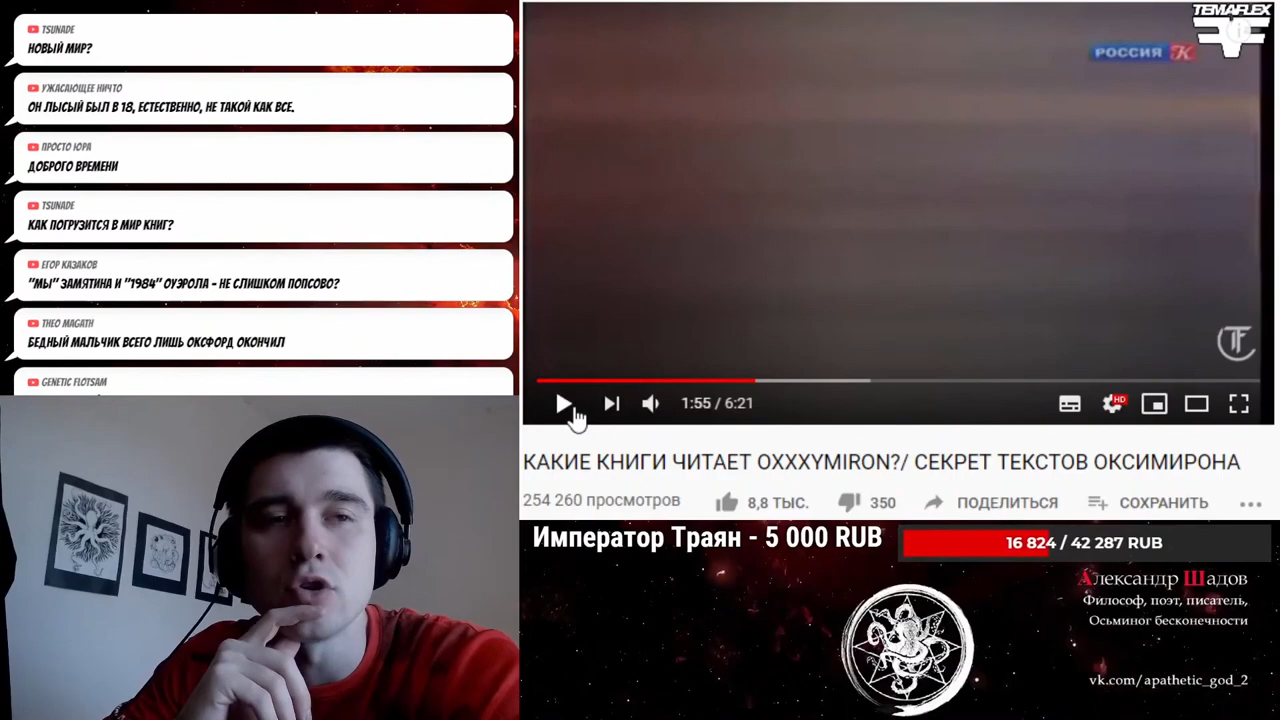 TSUNADE
НОВЫЙ МИР?
УЖАСАЮЩЕЕ НИЧТО
ОН ЛЫСЫЙ БЫЛ В 18, ЕСТЕСТВЕННО, НЕ ТАКОЙ КАК ВСЕ.
ПРОСТО ЮРА
ДОБРОГО ВРЕМЕНИ
TSUNADE
КАК ПОГРУЗИТСЯ В МИР КНИГ?
ЕГОР КАЗАКОВ
"МЫ" ЗАМЯТИНА И "1984" ОУЭРОЛА - НЕ СЛИШКОМ ПОПСОВО?
THEO MAGATH
БЕДНЫЙ МАЛЬЧИК ВСЕГО ЛИШЬ ОКСФОРД ОКОНЧИЛ
GENETIC FLOTSAM
TEMAFLEX
РОССИЯ К
TF
1:55 / 6:21
HD
КАКИЕ КНИГИ ЧИТАЕТ OXXXYMIRON?/ СЕКРЕТ ТЕКСТОВ ОКСИМИРОНА
254 260 просмотров
8,8 ТЫС.
350
ПОДЕЛИТЬСЯ
СОХРАНИТЬ
Император Траян - 5 000 RUB
16 824 / 42 287 RUB
Александр Шадов
Философ, поэт, писатель,
Осьминог бесконечности
vk.com/apathetic_god_2